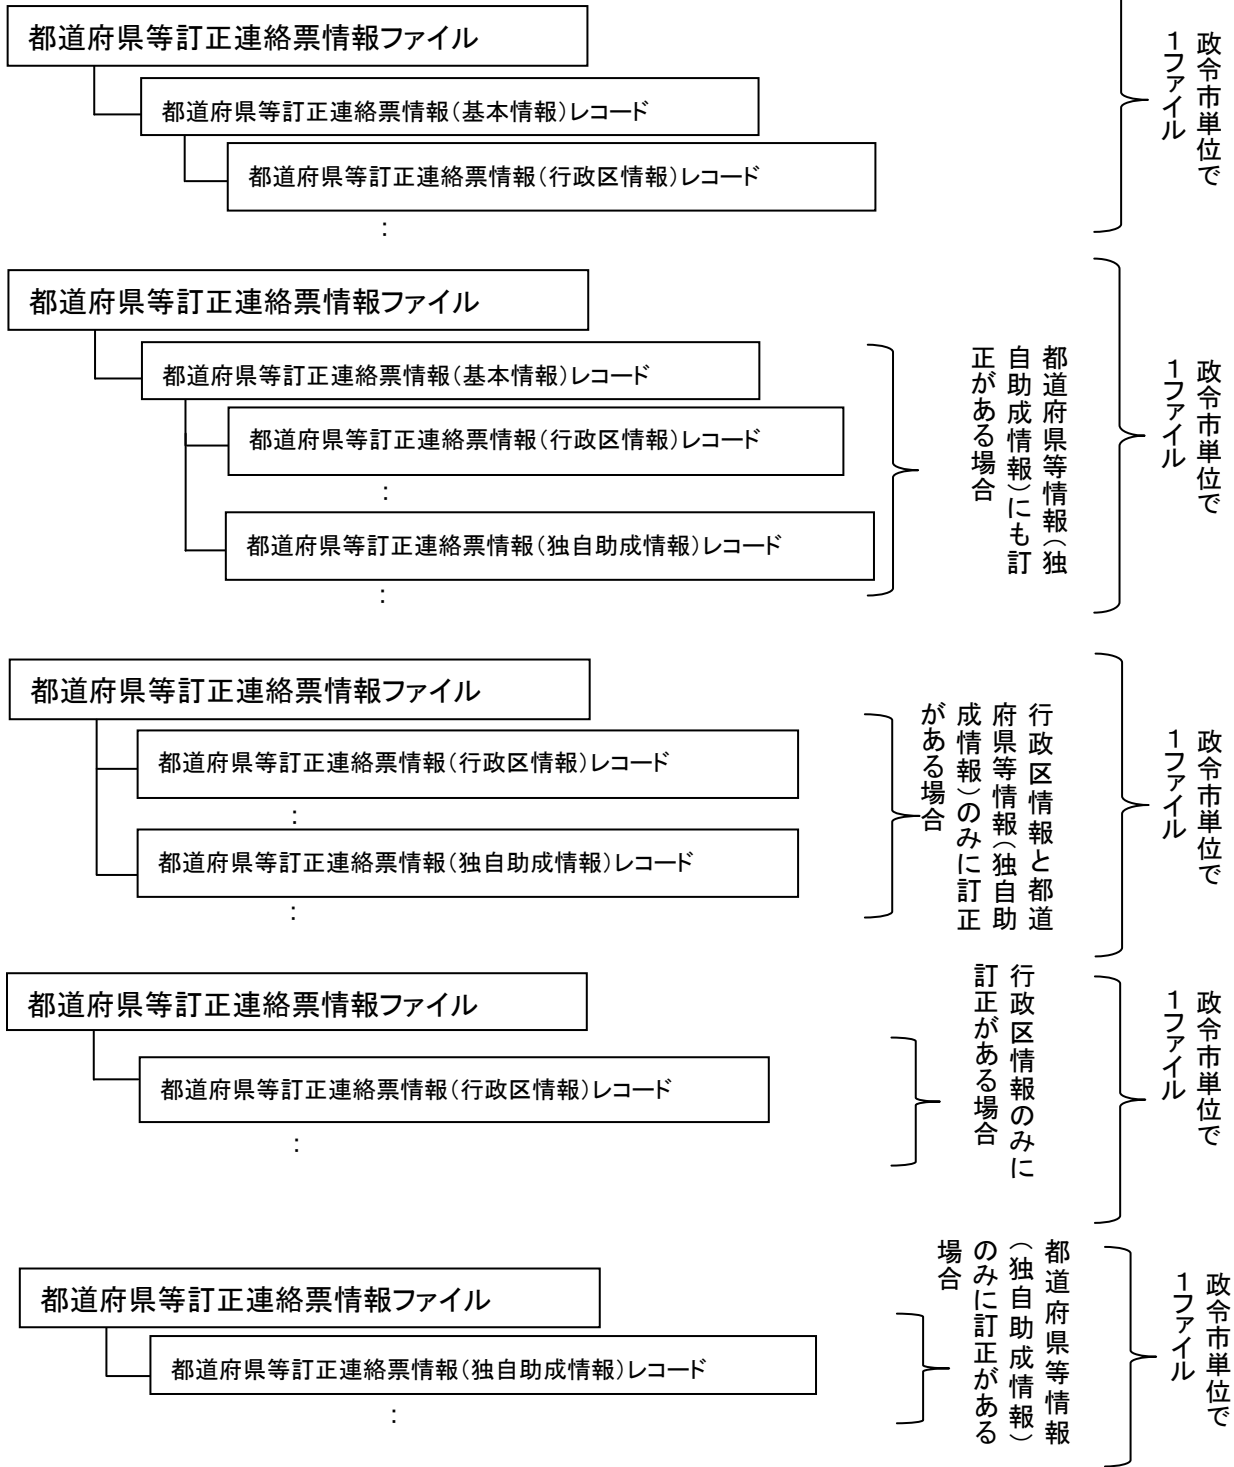 都道府県等訂正連絡票情報ファイル
都道府県等訂正連絡票情報(基本情報)レコード
都道府県等訂正連絡票情報(行政区情報)レコード
:
政令市単位で
1ファイル
都道府県等訂正連絡票情報ファイル
都道府県等訂正連絡票情報(基本情報)レコード
都道府県等訂正連絡票情報(行政区情報)レコード
:
都道府県等訂正連絡票情報(独自助成情報)レコード
:
都道府県等情報(独
自助成情報)にも訂
正がある場合
政令市単位で
1ファイル
都道府県等訂正連絡票情報ファイル
都道府県等訂正連絡票情報(行政区情報)レコード
:
都道府県等訂正連絡票情報(独自助成情報)レコード
:
行政区情報と都道
府県等情報(独自助
成情報)のみに訂正
がある場合
政令市単位で
1ファイル
都道府県等訂正連絡票情報ファイル
都道府県等訂正連絡票情報(行政区情報)レコード
:
行政区情報のみに
訂正がある場合
政令市単位で
1ファイル
都道府県等訂正連絡票情報ファイル
都道府県等訂正連絡票情報(独自助成情報)レコード
:
都道府県等情報
(独自助成情報)
のみに訂正がある
場合
政令市単位で
1ファイル